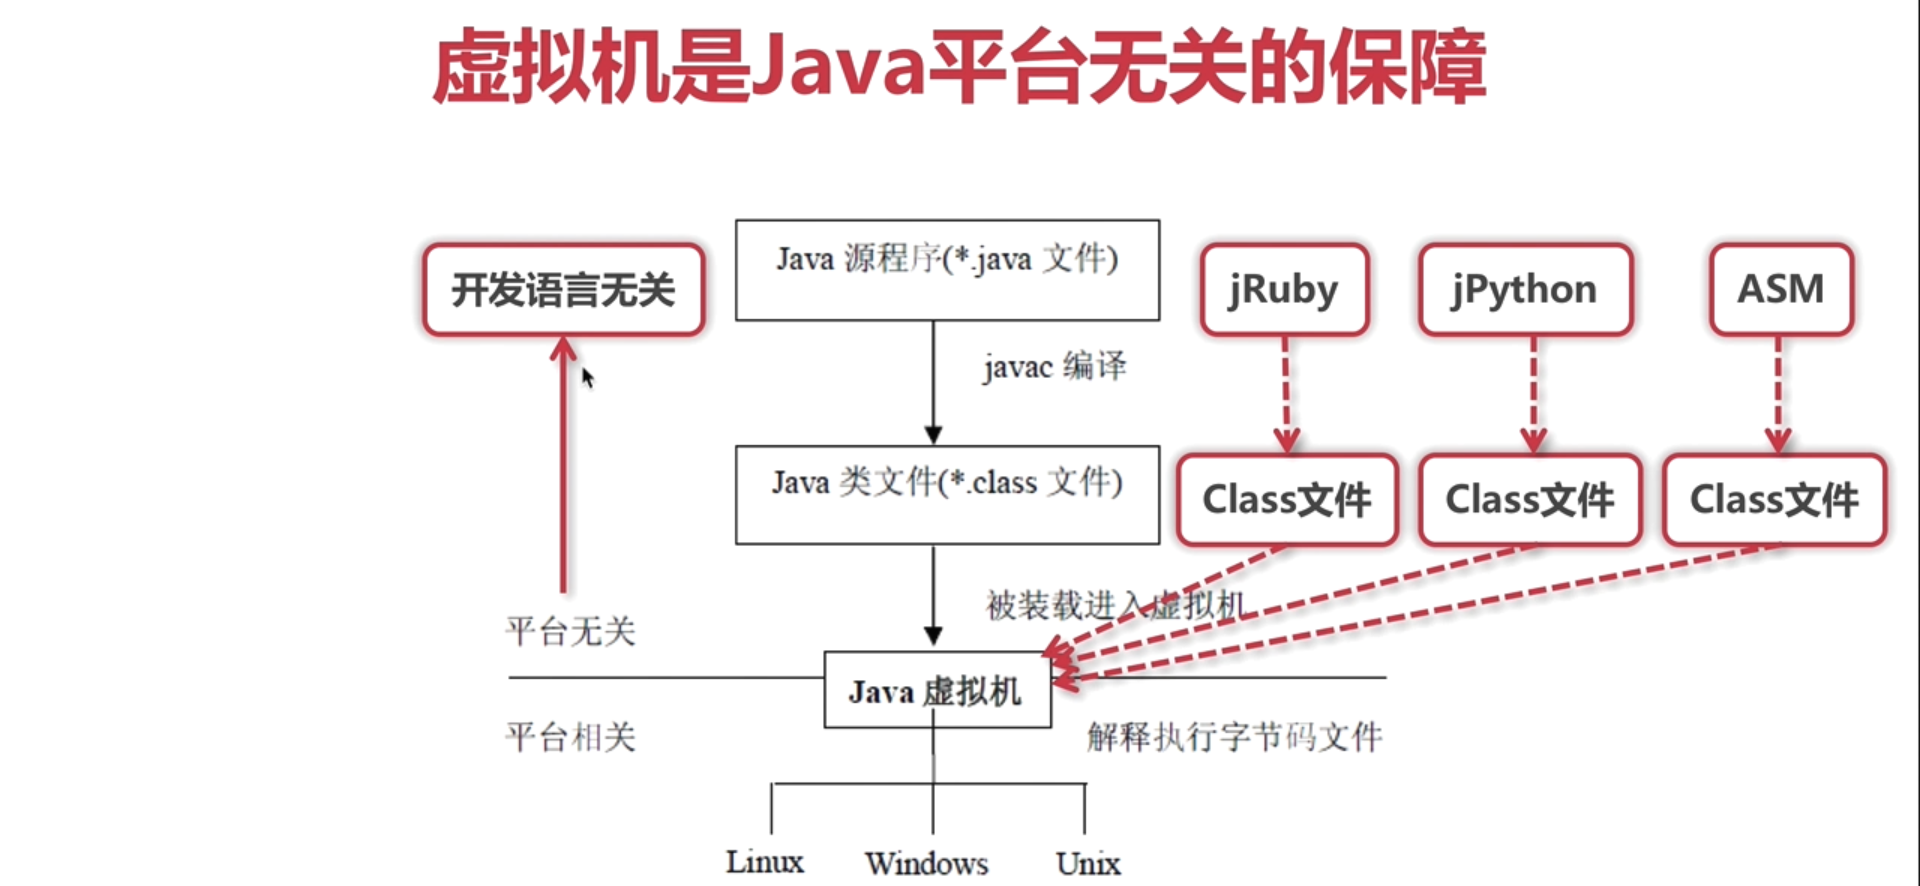 虚拟机是Java平台无关的保障
开发语言无关
Java 源程序(*.java 文件)
jRuby
jPython
ASM
javac 编译
Java 类文件(*.class 文件)
Class文件
Class文件
Class文件
被装载进入虚拟机
平台无关
Java 虚拟机
平台相关
解释执行字节码文件
Linux
Windows
Unix